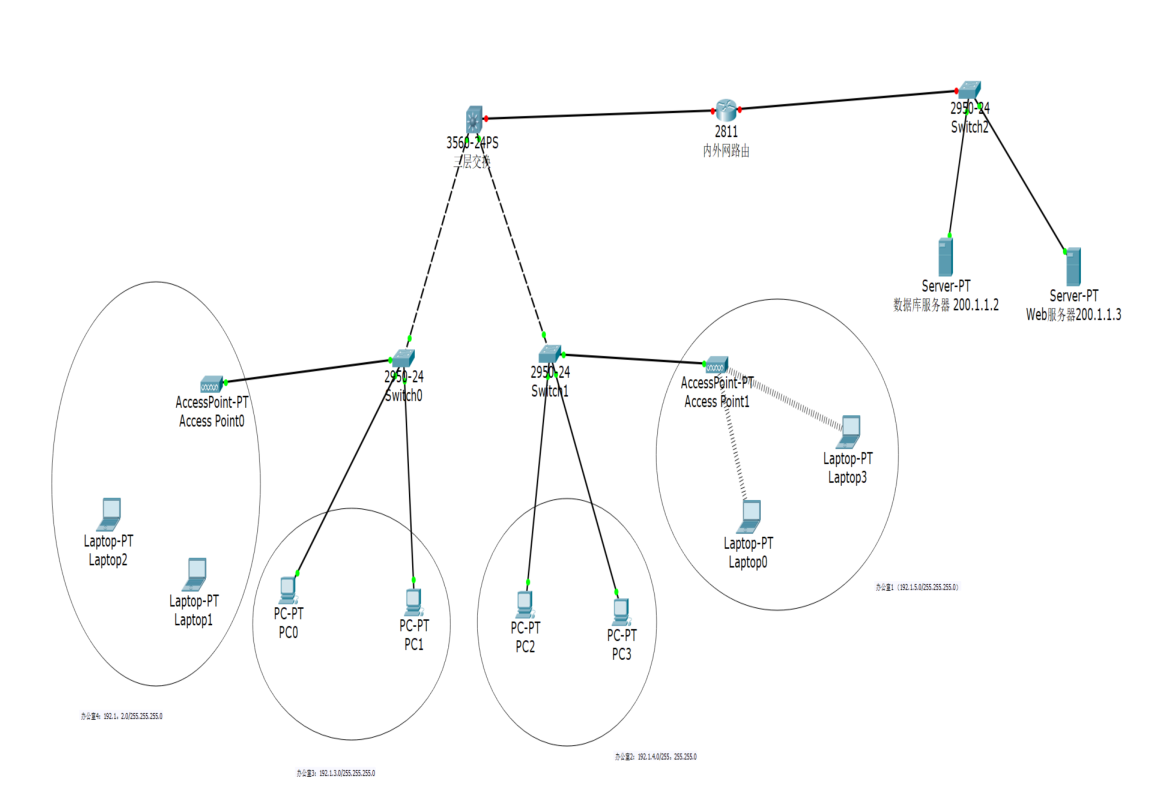 3560-24PS
三层交换
2811
内外网路由
2950-24
Switch2
Server-PT
数据库服务器 200.1.1.2
Server-PT
Web服务器200.1.1.3
2950-24
Switch0
2950-24
Switch1
AccessPoint-PT
Access Point0
AccessPoint-PT
Access Point1
Laptop-PT
Laptop3
Laptop-PT
Laptop2
Laptop-PT
Laptop0
Laptop-PT
Laptop1
PC-PT
PC0
PC-PT
PC1
PC-PT
PC2
PC-PT
PC3
办公室1（192.1.5.0/255.255.255.0）
办公室4：192.1，2.0/255.255.255.0
办公室2：192.1.4.0/255，255.255.0
办公室3：192.1.3.0/255.255.255.0